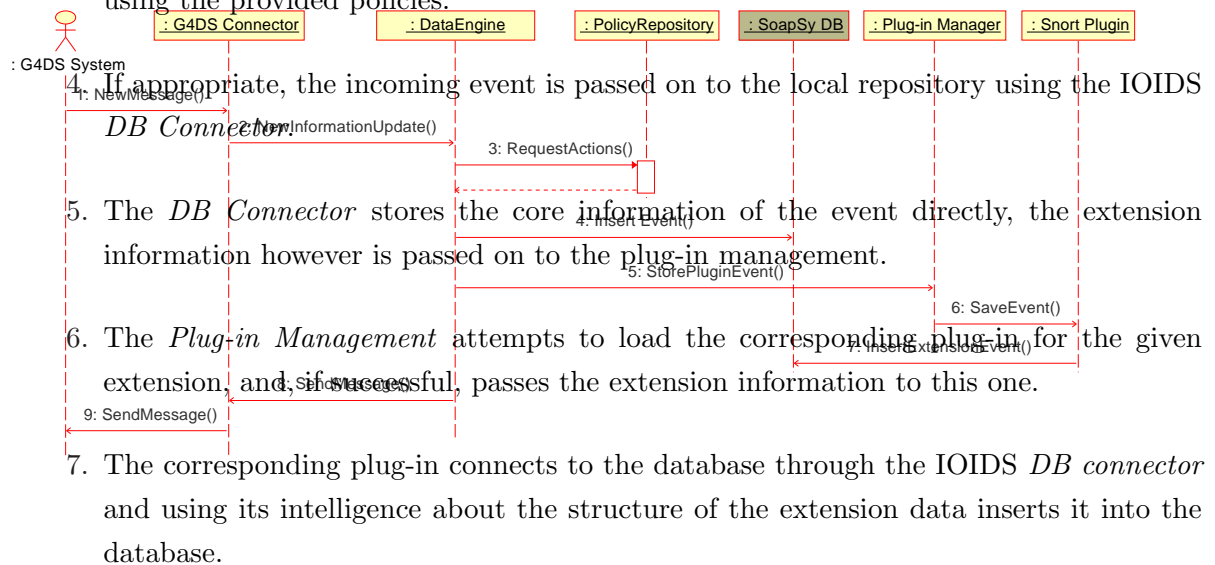 using the provided policies.
: G4DS Connector : DataEngine : PolicyRepository : SoapSy DB : Plug-in Manager : Snort Plugin
: G4DS System
4. If appropriate, the incoming event is passed on to the local repository using the IOIDS
1: NewMessage()
DB Connector.
2: NewInformationUpdate()
3: RequestActions()
5. The DB Connector stores the core information of the event directly, the extension
4: Insert Event()
information however is passed on to the plug-in management.
5: StorePluginEvent()
6: SaveEvent()
6. The Plug-in Management attempts to load the corresponding plug-in for the given
7: InsertExtensionEvent()
extension, and, if successful, passes the extension information to this one.
8: SendMessage()
9: SendMessage()
7. The corresponding plug-in connects to the database through the IOIDS DB connector
and using its intelligence about the structure of the extension data inserts it into the
database.